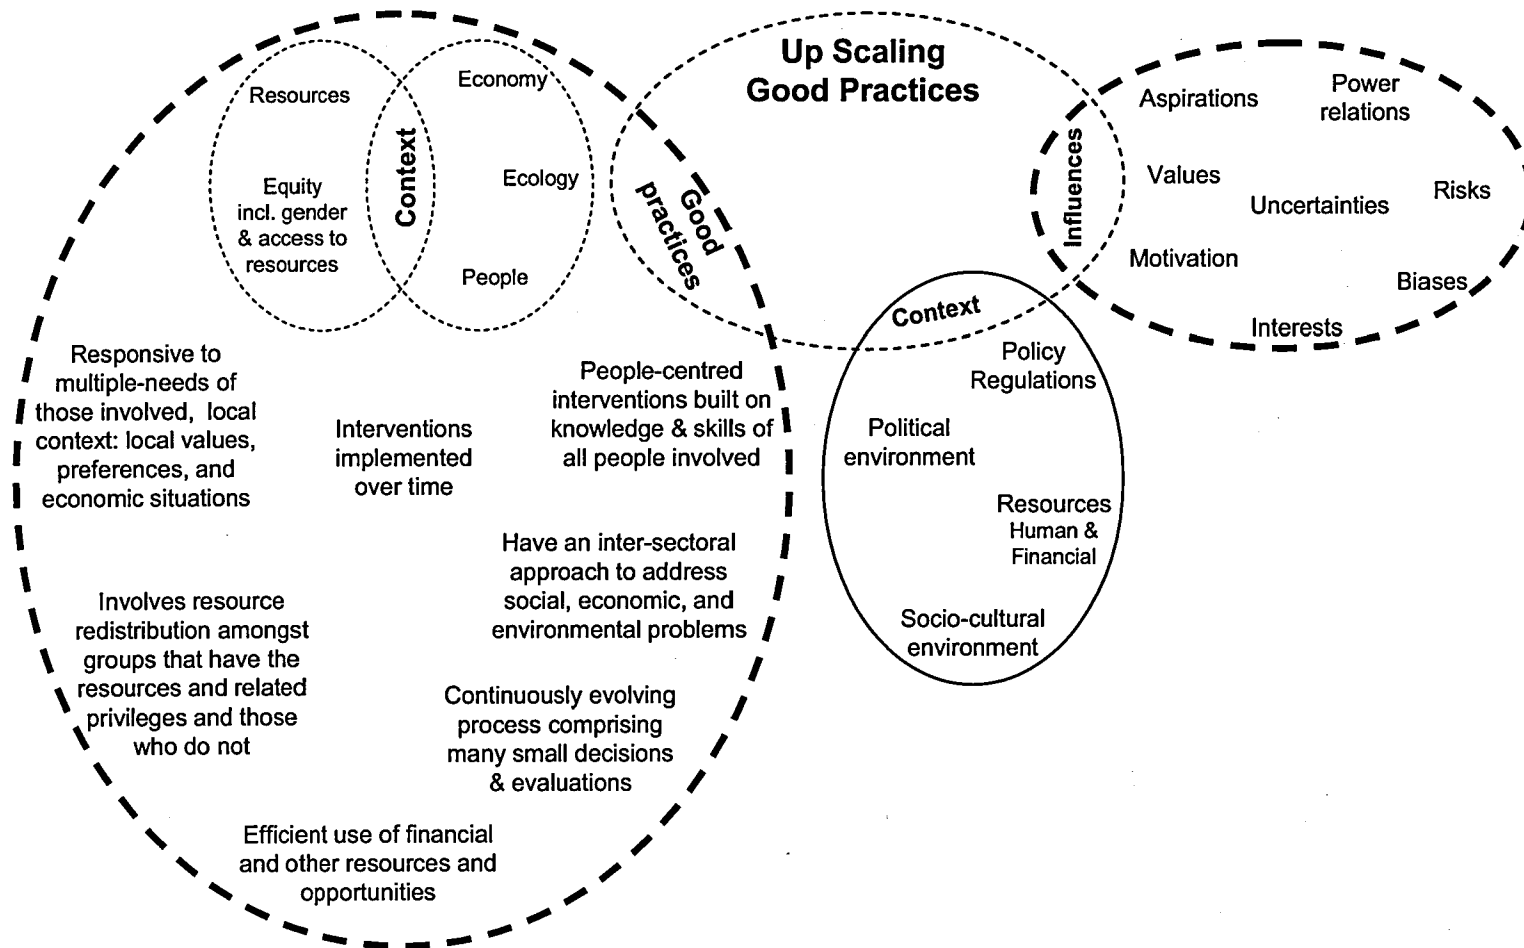 Up Scaling
Good Practices
Resources
Equity
incl. gender
& access to
resources
Context
Economy
Ecology
People
Good
practices
Influences
Aspirations
Power
relations
Values
Uncertainties
Risks
Motivation
Biases
Interests
Context
Policy
Regulations
Political
environment
Resources
Human &
Financial
Socio-cultural
environment
Responsive to
multiple-needs of
those involved, local
context: local values,
preferences, and
economic situations
Interventions
implemented
over time
People-centred
interventions built on
knowledge & skills of
all people involved
Have an inter-sectoral
approach to address
social, economic, and
environmental problems
Involves resource
redistribution amongst
groups that have the
resources and related
privileges and those
who do not
Continuously evolving
process comprising
many small decisions
& evaluations
Efficient use of financial
and other resources and
opportunities